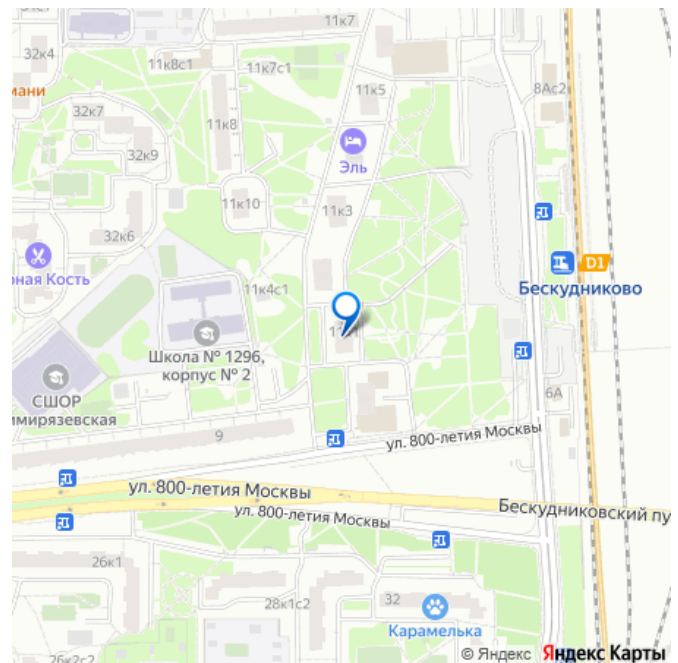 11к7
32к4
11к8с1
11к7с1
мани
11к5
8Ас2
32к7
11к8
32к9
Эль
11к10
11к3
32к6
D1
рная Кость
Бескудниково
11к4с1
Школа № 1296,
корпус № 2
СШОР
имирязевская
6А
9
ул. 800-летия Москвы
ул. 800-летия Москвы
Бескудниковский пу
ул. 800-летия Москвы
26к1
28к1с2
32
Карамелька
26к2с2
© Яндекс Яндекс Карты